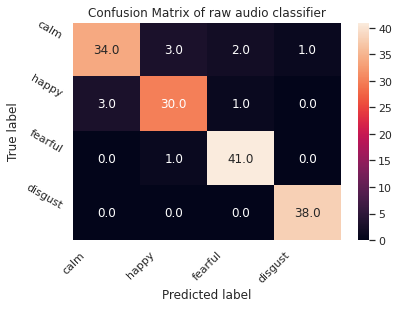 Confusion Matrix of raw audio classifier
True label
calm
34.0 3.0 2.0 1.0
happy
3.0 30.0 1.0 0.0
fearful
0.0 1.0 41.0 0.0
disgust
0.0 0.0 0.0 38.0
calm happy fearful disgust
Predicted label
40
35
30
25
20
15
10
5
0